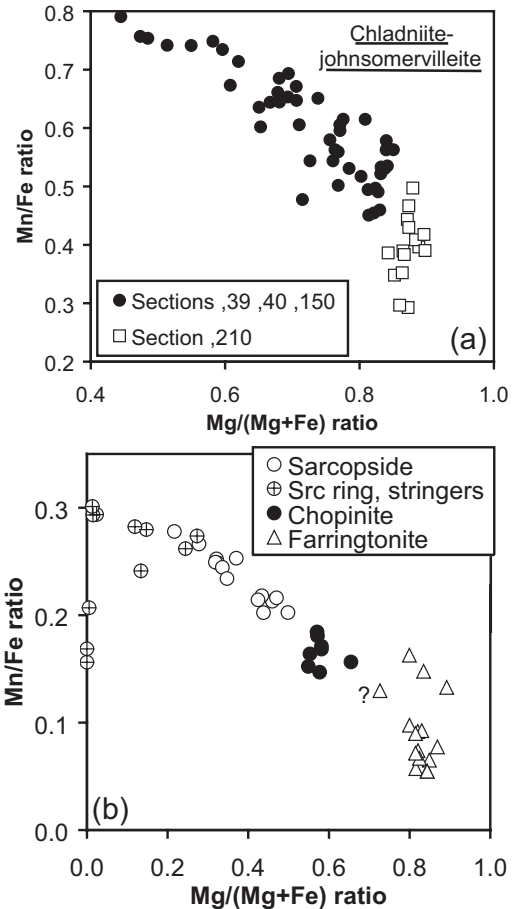 Chladniite-
johnsomervilleite
0.8
0.7
0.6
0.5
0.4
0.3
0.2
Mn/Fe ratio
Sections ,39 ,40 ,150
Section ,210
(a)
0.4
0.6
0.8
1.0
Mg/(Mg+Fe) ratio
Sarcopside
Src ring, stringers
Chopinite
Farringtonite
0.3
0.2
0.1
0.0
Mn/Fe ratio
?
(b)
0.0
0.2
0.4
0.6
0.8
1.0
Mg/(Mg+Fe) ratio